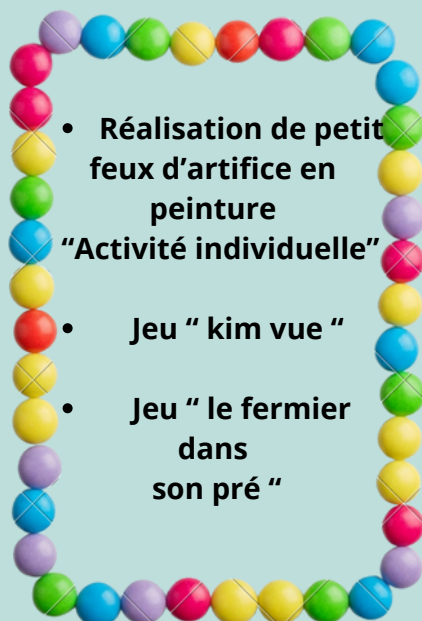 • Réalisation de petit
feux d’artifice en
peinture
“Activité individuelle”
• Jeu “ kim vue “
• Jeu “ le fermier
dans
son pré “